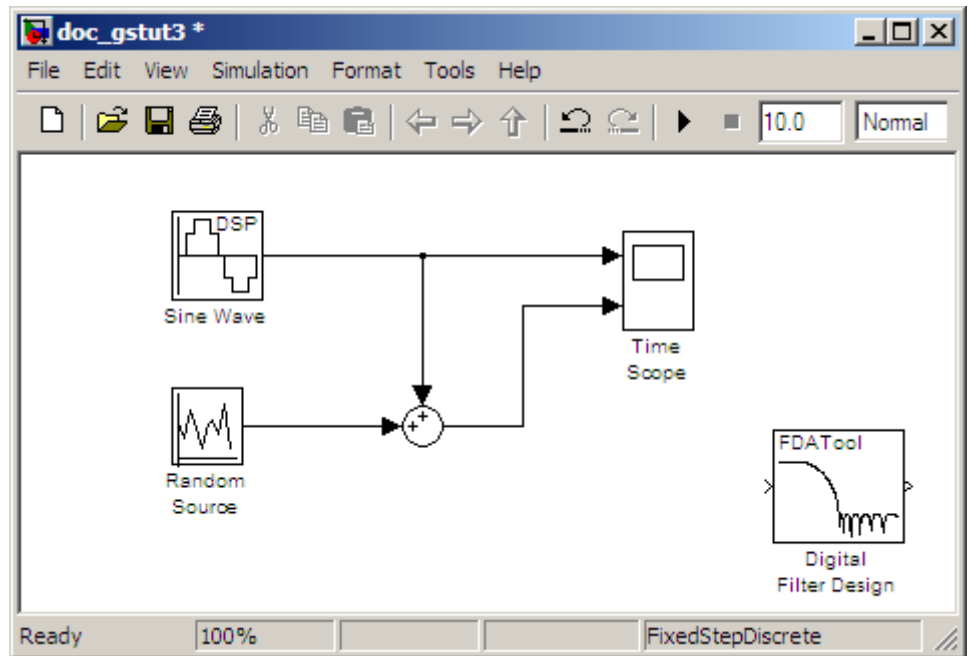 doc_gstut3 *
File Edit View Simulation Format Tools Help
10.0 Normal
DSP
Sine Wave
Time
Scope
Random
Source
FDATool
Digital
Filter Design
Ready 100% FixedStepDiscrete